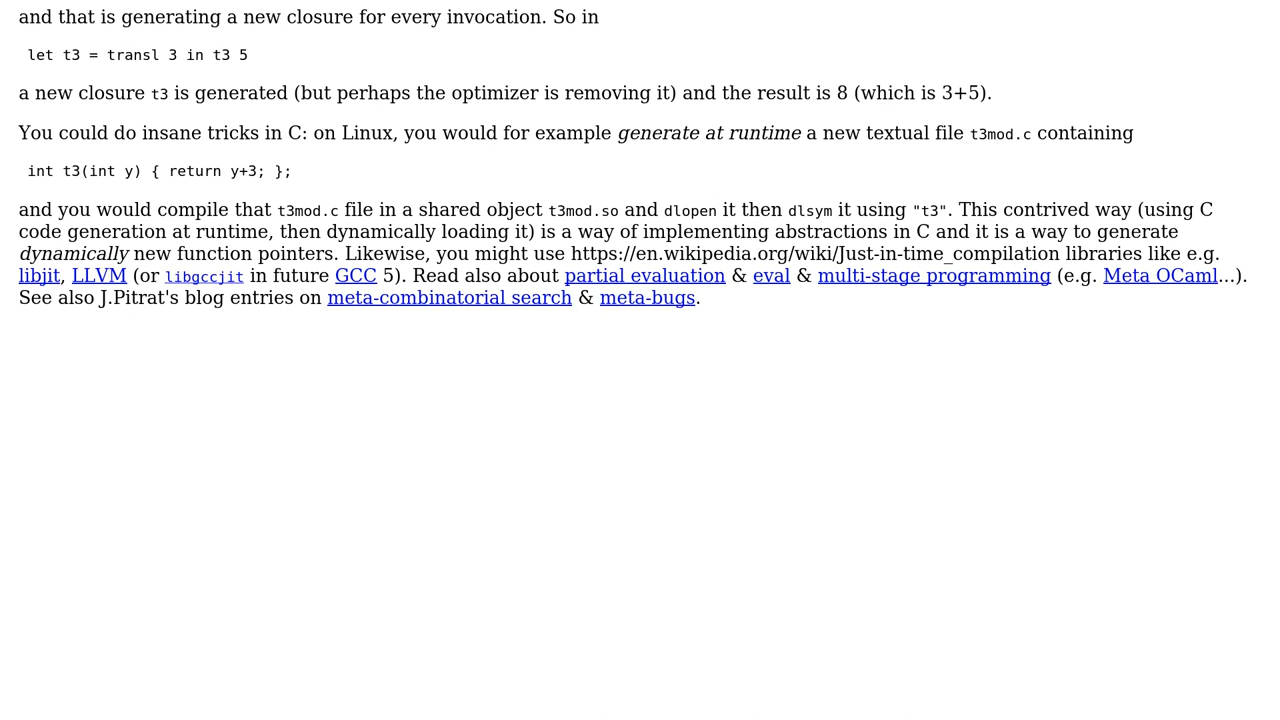 and that is generating a new closure for every invocation. So in
let t3 = transl 3 in t3 5
a new closure t3 is generated (but perhaps the optimizer is removing it) and the result is 8 (which is 3+5).
You could do insane tricks in C: on Linux, you would for example generate at runtime a new textual file t3mod.c containing
int t3(int y) { return y+3; };
and you would compile that t3mod.c file in a shared object t3mod.so and dlopen it then dlsym it using "t3". This contrived way (using C
code generation at runtime, then dynamically loading it) is a way of implementing abstractions in C and it is a way to generate
dynamically new function pointers. Likewise, you might use https://en.wikipedia.org/wiki/Just-in-time_compilation libraries like e.g.
libjit, LLVM (or libgccjit in future GCC 5). Read also about partial evaluation & eval & multi-stage programming (e.g. Meta OCaml...).
See also J.Pitrat's blog entries on meta-combinatorial search & meta-bugs.